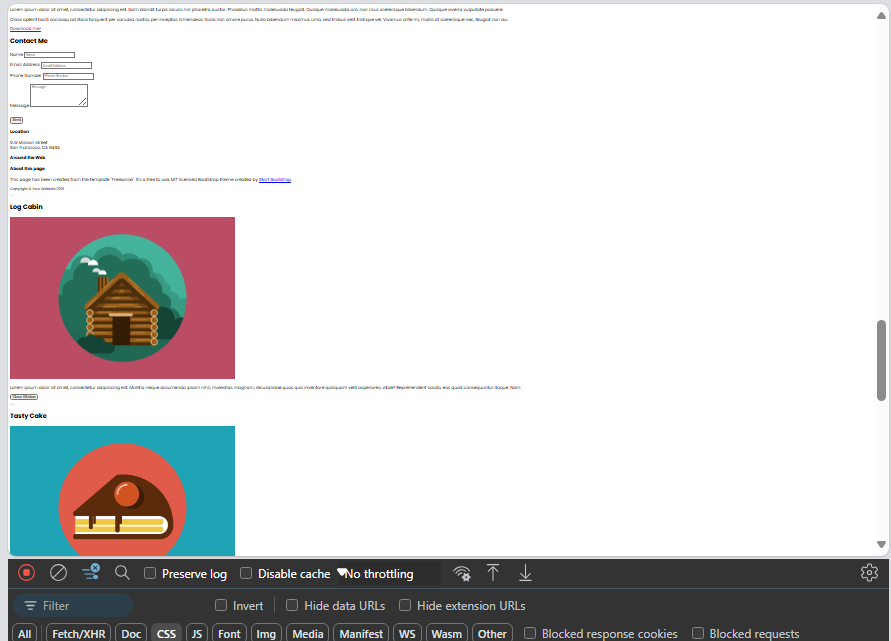 Lorem ipsum dolor sit amet, consectetur adipiscing elit. Nam blandit turpis iaculis nisl pharetra auctor. Phasellus mattis malesuada feugiat. Quisque malesuada orci non risus scelerisque bibendum. Quisque viverra vulputate posuere.
Class aptent taciti sociosqu ad litora torquent per conubia nostra, per inceptos himenaeos. Nulla non ornare purus. Nulla bibendum maximus urna, sed finibus velit tristique vel. Vivamus ante mi, mollis at scelerisque nec, feugiat non dui.
Download me!
Contact Me
Name Name
Email Address Email Address
Phone Number Phone Number
Message
Message
Send
Location
San Francisco, CA
Around the Web
About this page
This page has been created from the template 'Freelance'. It's a free to use, MIT licensed Bootstrap theme created by Start Bootstrap.
Copyright © Your Website
Log Cabin
Lorem ipsum dolor sit amet, consectetur adipisicing elit. Mollitia neque assumenda ipsam nihil, molestias magnam, recusandae quos quis inventore quisquam velit asperiores, vitae? Reprehenderit soluta, eos quod consequuntur itaque. Nam.
Close Window
Tasty Cake
Preserve log Disable cache No throttling
Filter Invert Hide data URLs Hide extension URLs
All Fetch/XHR Doc CSS JS Font Img Media Manifest WS Wasm Other Blocked response cookies Blocked requests